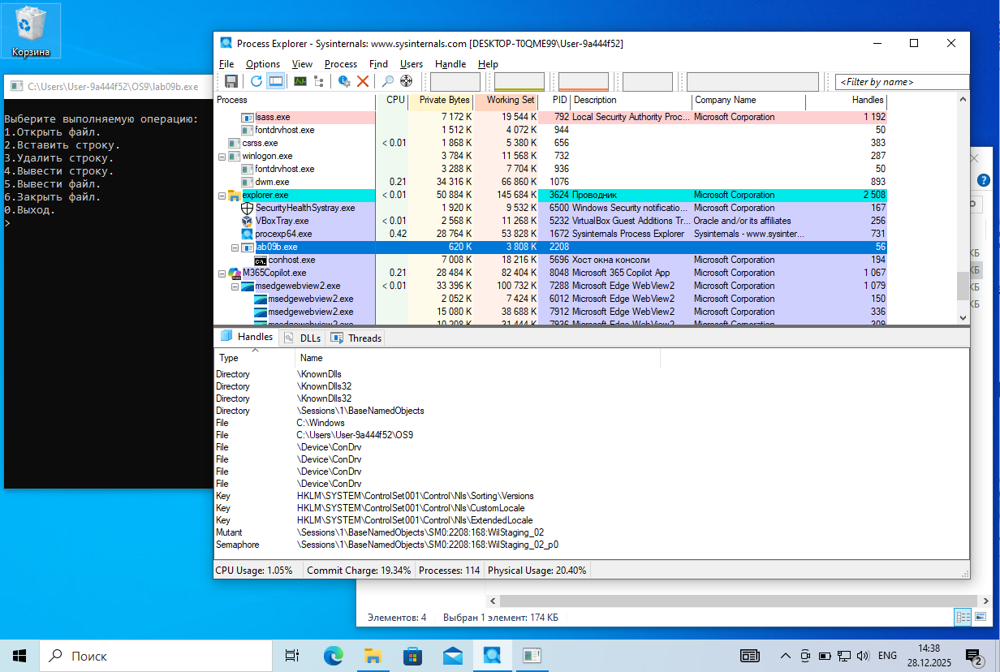 Корзина
C:\Users\User-9a444f52\OS9\lab09b.exe
Выберите выполняемую операцию:
1.Открыть файл.
2.Вставить строку.
3.Удалить строку.
4.Вывести строку.
5.Вывести файл.
6.Закрыть файл.
0.Выход.
>
Process Explorer - Sysinternals: www.sysinternals.com [DESKTOP-T0QME99\User-9a444f52]
File Options View Process Find Users Handle Help
<Filter by name>
Process CPU Private Bytes Working Set PID Description Company Name Handles
lsass.exe 7 172 K 19 544 K 792 Local Security Authority Proc... Microsoft Corporation 1 192
fontdrvhost.exe 1 512 K 4 072 K 944 50
csrss.exe < 0.01 1 868 K 5 380 K 656 383
winlogon.exe 3 784 K 11 568 K 732 287
fontdrvhost.exe 3 288 K 7 704 K 936 50
dwm.exe 0.21 34 316 K 66 860 K 1076 893
explorer.exe < 0.01 50 884 K 145 684 K 3624 Проводник Microsoft Corporation 2 508
SecurityHealthSystray.exe 1 920 K 9 532 K 6500 Windows Security notificatio... Microsoft Corporation 167
VBoxTray.exe < 0.01 2 568 K 11 268 K 5232 VirtualBox Guest Additions Tr... Oracle and/or its affiliates 256
procexp64.exe 0.42 28 764 K 53 828 K 1672 Sysinternals Process Explorer Sysinternals - www.sysinter... 731
lab09b.exe 620 K 3 808 K 2208 56
conhost.exe 7 008 K 18 216 K 5696 Хост окна консоли Microsoft Corporation 194
M365Copilot.exe 0.21 28 484 K 82 404 K 8048 Microsoft 365 Copilot App Microsoft Corporation 1 067
msedgewebview2.exe < 0.01 33 396 K 100 732 K 7288 Microsoft Edge WebView2 Microsoft Corporation 1 079
msedgewebview2.exe 2 052 K 7 424 K 6012 Microsoft Edge WebView2 Microsoft Corporation 150
msedgewebview2.exe 15 080 K 38 688 K 7912 Microsoft Edge WebView2 Microsoft Corporation 336
msedgewebview2.exe 10 208 K 31 444 K 7936 Microsoft Edge WebView2 Microsoft Corporation 309
КБ
КБ
КБ
КБ
Handles DLLs Threads
Type Name
Directory \KnownDlls
Directory \KnownDlls32
Directory \KnownDlls32
Directory \Sessions\1\BaseNamedObjects
File C:\Windows
File C:\Users\User-9a444f52\OS9
File \Device\ConDrv
File \Device\ConDrv
File \Device\ConDrv
File \Device\ConDrv
Key HKLM\SYSTEM\ControlSet001\Control\Nls\Sorting\Versions
Key HKLM\SYSTEM\ControlSet001\Control\Nls\CustomLocale
Key HKLM\SYSTEM\ControlSet001\Control\Nls\ExtendedLocale
Mutant \Sessions\1\BaseNamedObjects\SM0:2208:168:WilStaging_02
Semaphore \Sessions\1\BaseNamedObjects\SM0:2208:168:WilStaging_02_p0
CPU Usage: 1.05% Commit Charge: 19.34% Processes: 114 Physical Usage: 20.40%
Элементов: 4 Выбран 1 элемент: 174 КБ
Поиск
ENG
14:38
28.12.2025
2